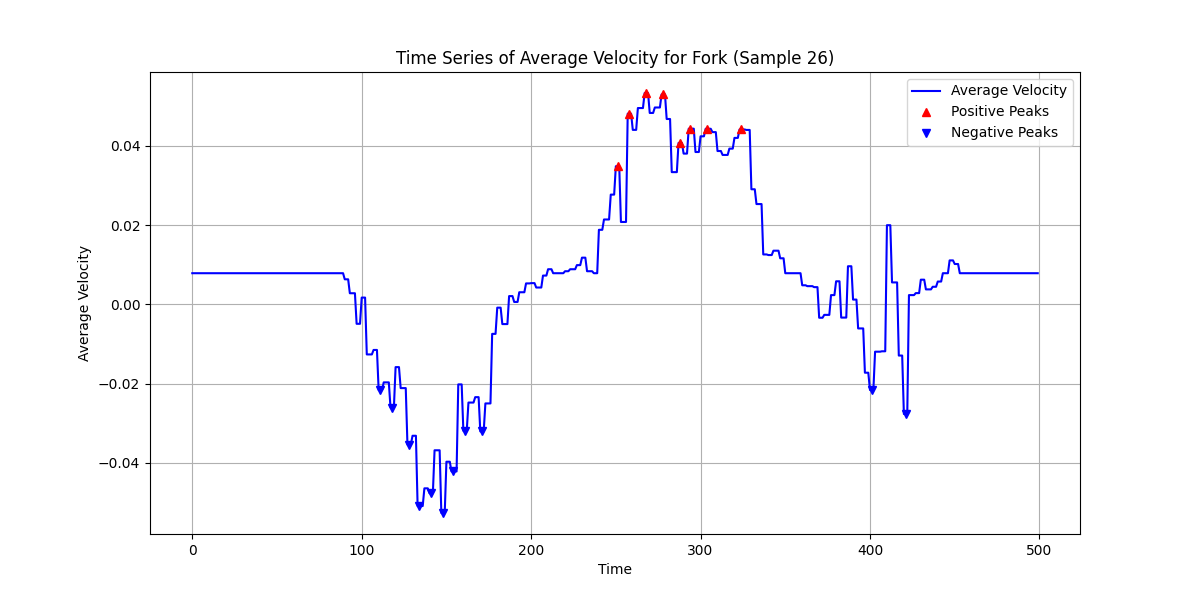 Time Series of Average Velocity for Fork (Sample 26)
Average Velocity
Positive Peaks
Negative Peaks
0.04
0.02
0.00
−0.02
−0.04
Average Velocity
0
100
200
300
400
500
Time